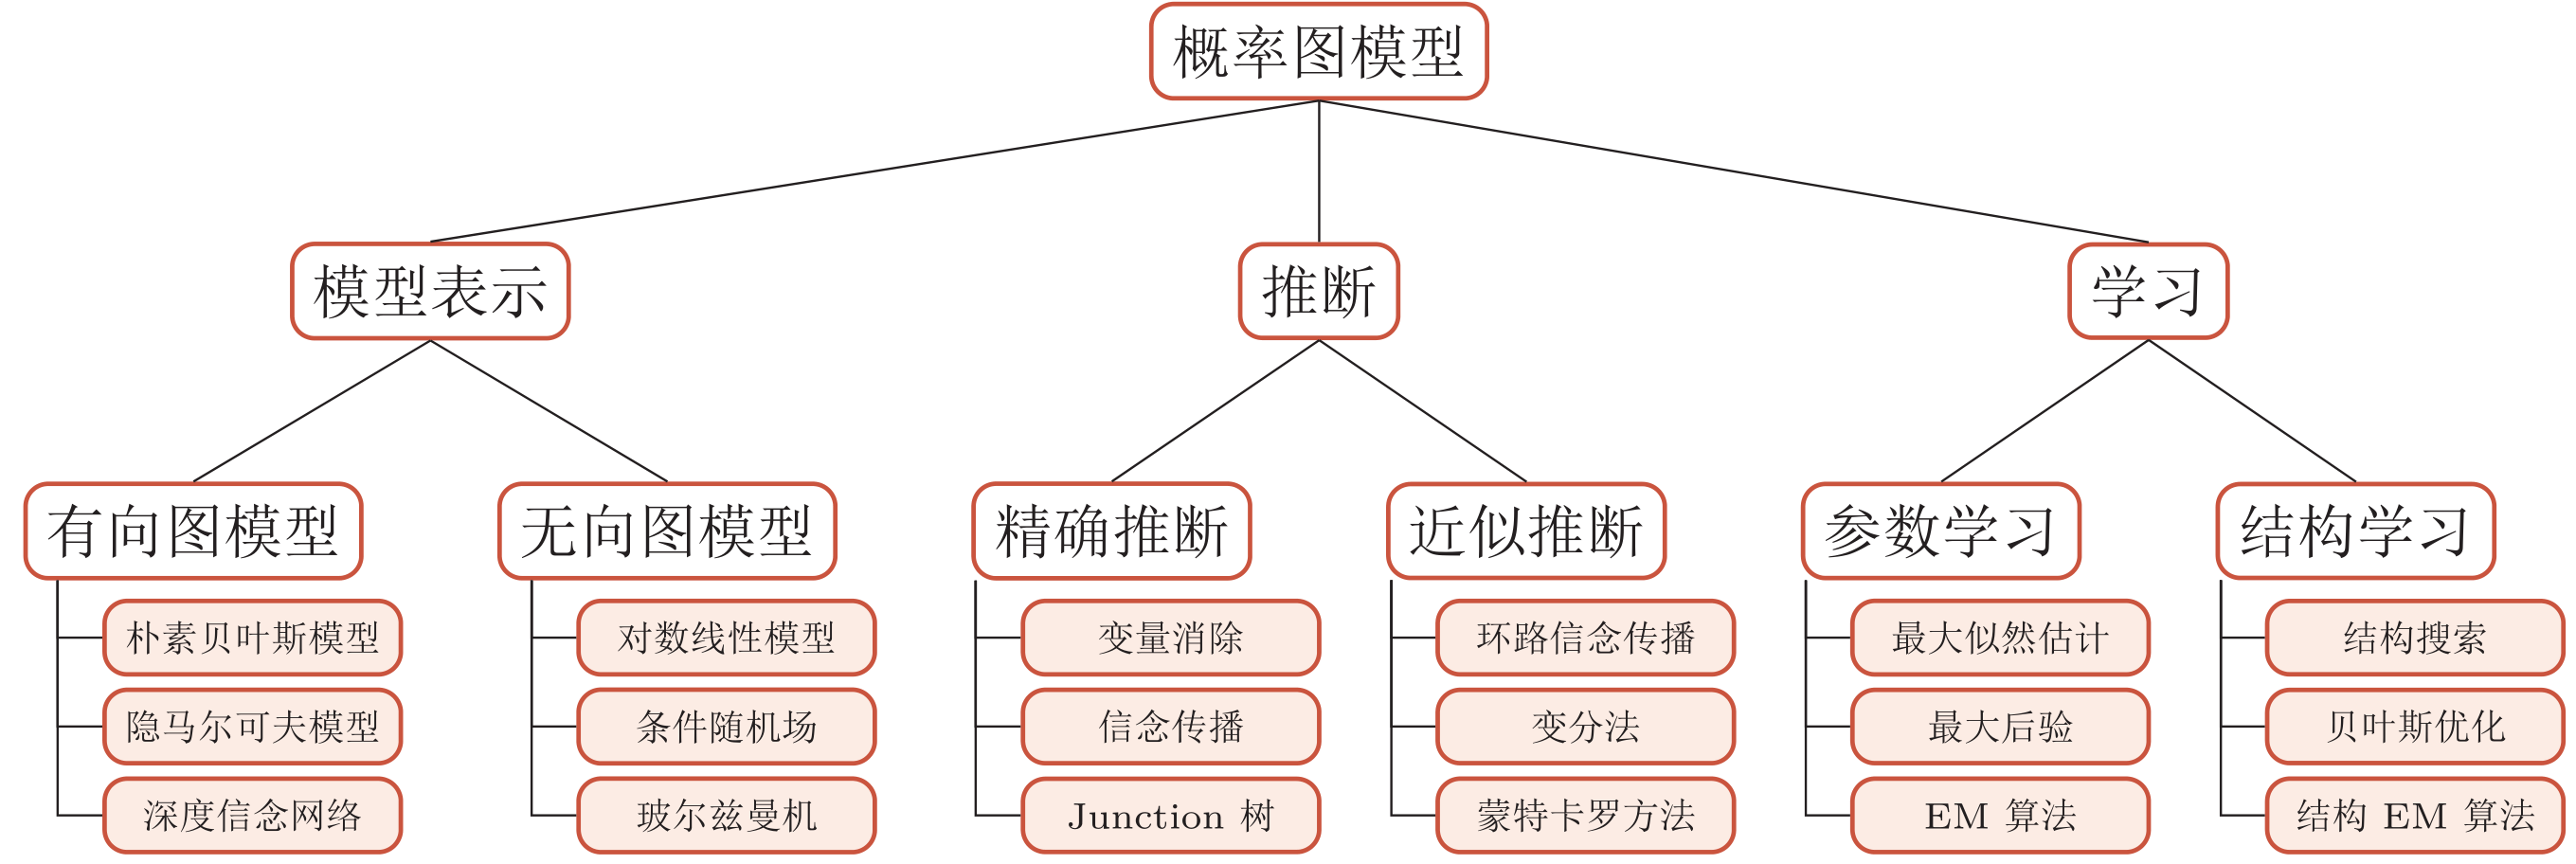 概率图模型
模型表示
推断
学习
有向图模型
无向图模型
精确推断
近似推断
参数学习
结构学习
朴素贝叶斯模型
对数线性模型
变量消除
环路信念传播
最大似然估计
结构搜索
隐马尔可夫模型
条件随机场
信念传播
变分法
最大后验
贝叶斯优化
深度信念网络
玻尔兹曼机
Junction 树
蒙特卡罗方法
EM 算法
结构 EM 算法